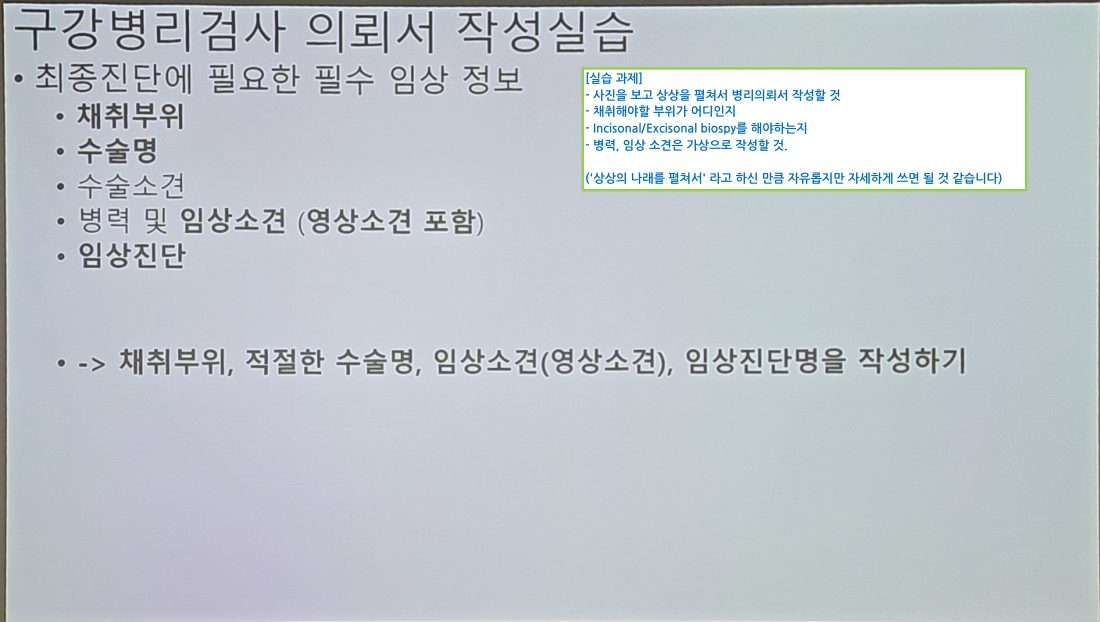 구강병리검사 의뢰서 작성실습
• 최종진단에 필요한 필수 임상 정보
• 채취부위
• 수술명
• 수술소견
• 병력 및 임상소견 (영상소견 포함)
• 임상진단
• -> 채취부위, 적절한 수술명, 임상소견(영상소견), 임상진단명을 작성하기
[실습 과제]
- 사진을 보고 상상을 펼쳐서 병리의뢰서 작성할 것
- 채취해야할 부위가 어디인지
- Incisonal/Excisonal biospy를 해야하는지
- 병력, 임상 소견은 가상으로 작성할 것.
('상상의 나래를 펼쳐서' 라고 하신 만큼 자유롭지만 자세하게 쓰면 될 것 같습니다)